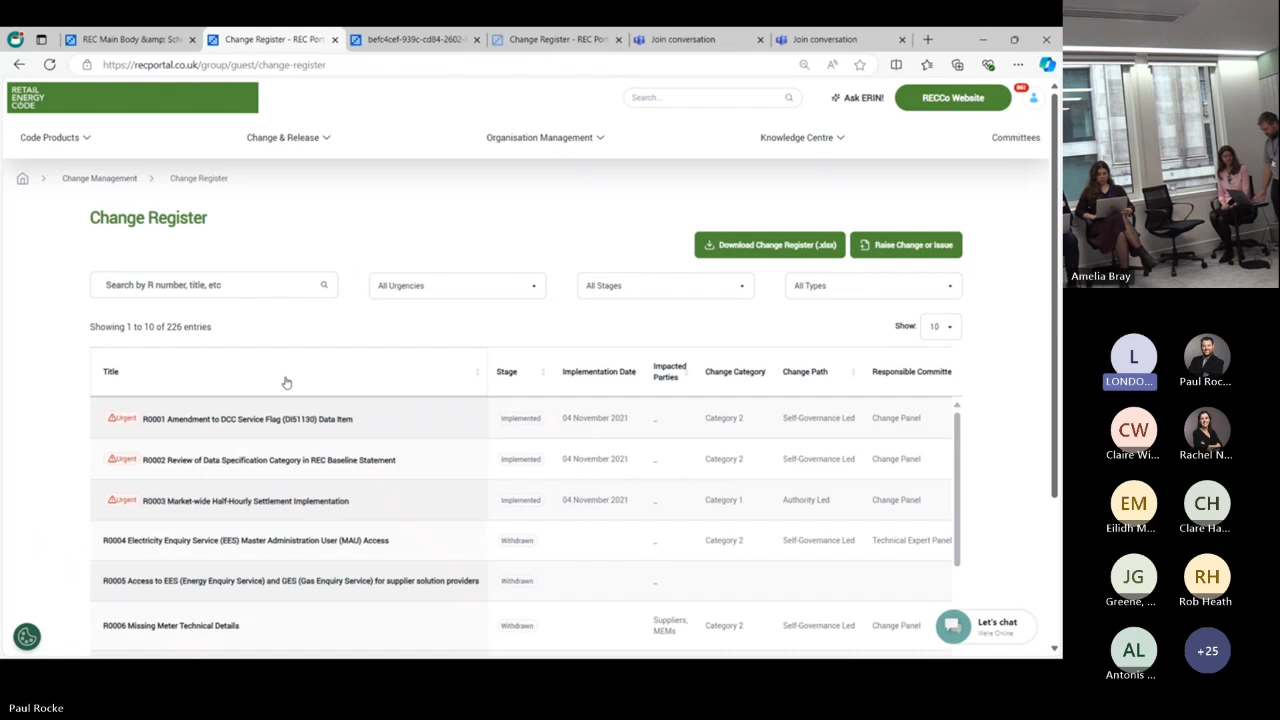 REC Main Body &amp; Sch
Change Register - REC Port
befc4cef-939c-cd84-2602-
Change Register - REC Port
Join conversation
Join conversation
https://recportal.co.uk/group/guest/change-register
RETAIL
ENERGY
CODE
Search...
Ask ERIN!
RECCo Website
861
Code Products
Change & Release
Organisation Management
Knowledge Centre
Committees
Change Management
Change Register
Change Register
Download Change Register (.xlsx)
Raise Change or Issue
Search by R number, title, etc
All Urgencies
All Stages
All Types
Showing 1 to 10 of 226 entries
Show:
10
Title
Stage
Implementation Date
Impacted
Parties
Change Category
Change Path
Responsible Committe
Urgent R0001 Amendment to DCC Service Flag (DI51130) Data Item
Implemented
04 November 2021
_
Category 2
Self-Governance Led
Change Panel
Urgent R0002 Review of Data Specification Category in REC Baseline Statement
Implemented
04 November 2021
_
Category 2
Self-Governance Led
Change Panel
Urgent R0003 Market-wide Half-Hourly Settlement Implementation
Implemented
04 November 2021
_
Category 1
Authority Led
Change Panel
R0004 Electricity Enquiry Service (EES) Master Administration User (MAU) Access
Withdrawn
_
Category 2
Self-Governance Led
Technical Expert Panel
R0005 Access to EES (Energy Enquiry Service) and GES (Gas Enquiry Service) for supplier solution providers
Withdrawn
_
R0006 Missing Meter Technical Details
Withdrawn
Suppliers,
MEMs
Category 2
Self-Governance Led
Change Panel
Let's chat
We're Online
Amelia Bray
L
LONDO...
Paul Roc...
CW
Claire Wi...
Rachel N...
EM
Eilidh M...
CH
Clare Ha...
JG
Greene, ...
RH
Rob Heath
AL
Antonis ...
+25
Paul Rocke